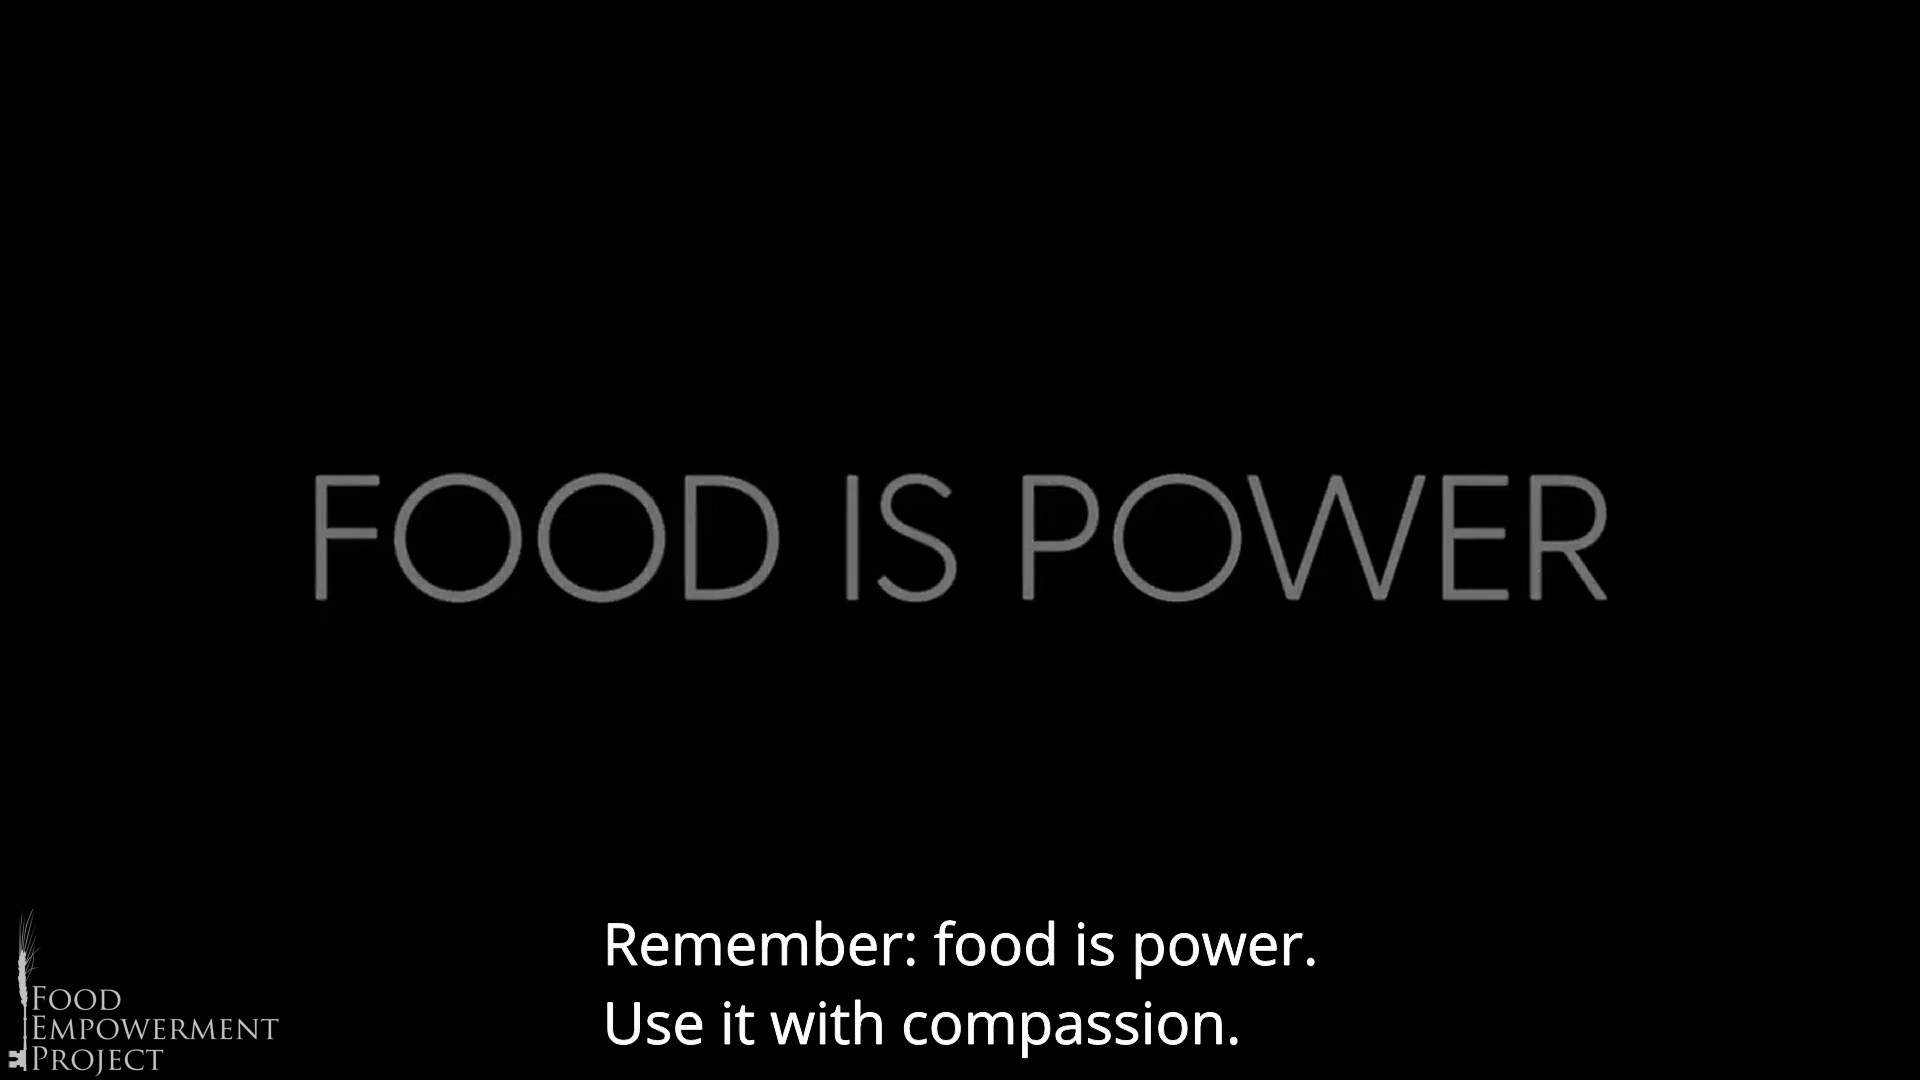 FOOD IS POWER
Remember: food is power.
Use it with compassion.
FOOD
EMPOWERMENT
PROJECT